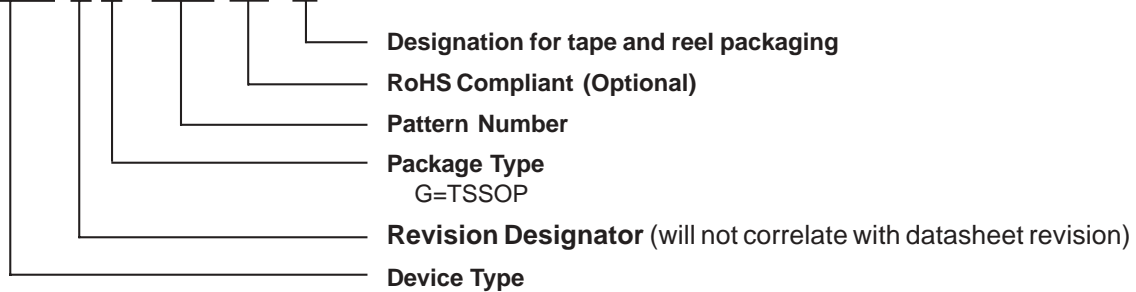 Designation for tape and reel packaging
RoHS Compliant (Optional)
Pattern Number
Package Type
G=TSSOP
Revision Designator (will not correlate with datasheet revision)
Device Type